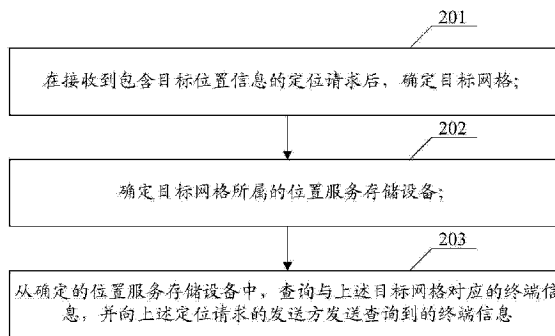 201
在接收到包含目标位置信息的定位请求后，确定目标网格；
202
确定目标网格所属的位置服务存储设备；
203
从确定的位置服务存储设备中，查询与上述目标网格对应的终端信
息，并向上述定位请求的发送方发送查询到的终端信息